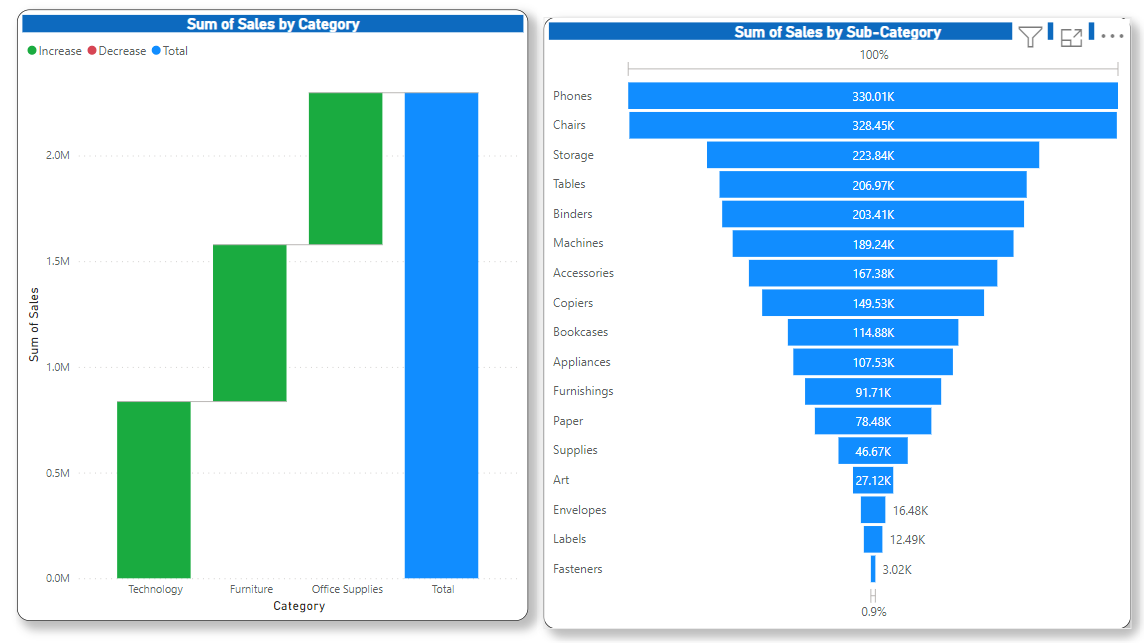 Sum of Sales by Category
Increase Decrease Total
2.0M
1.5M
1.0M
0.5M
0.0M
Sum of Sales
Technology Furniture Office Supplies Total
Category
Sum of Sales by Sub-Category
100%
Phones 330.01K
Chairs 328.45K
Storage 223.84K
Tables 206.97K
Binders 203.41K
Machines 189.24K
Accessories 167.38K
Copiers 149.53K
Bookcases 114.88K
Appliances 107.53K
Furnishings 91.71K
Paper 78.48K
Supplies 46.67K
Art 27.12K
Envelopes 16.48K
Labels 12.49K
Fasteners 3.02K
0.9%